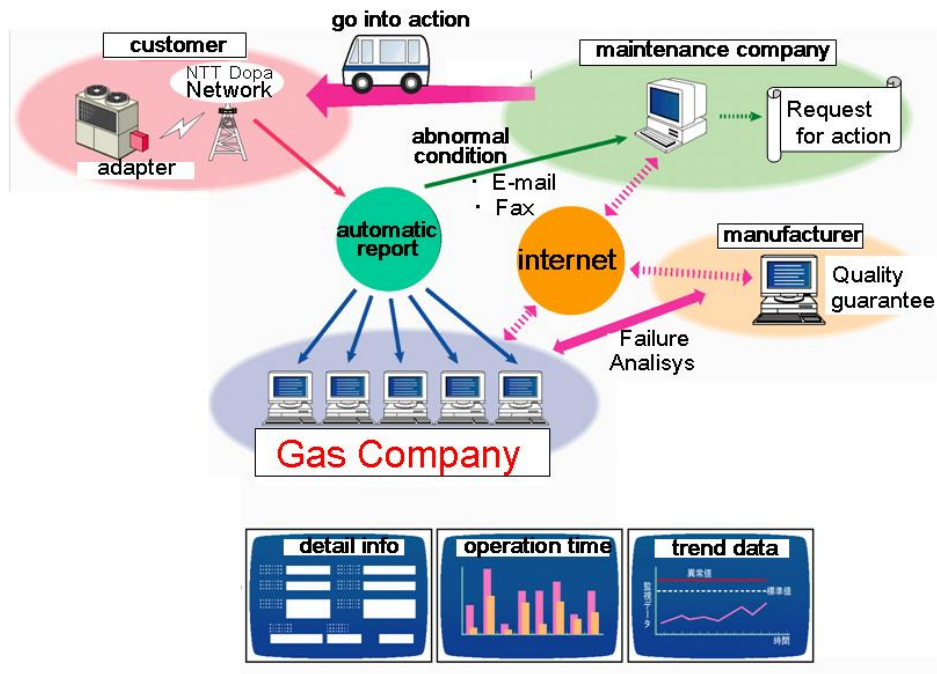 go into action
customer
maintenance company
NTT Dopa
Network
Request
for action
adapter
abnormal
condition
・ E-mail
・ Fax
automatic
report
internet
manufacturer
Quality
guarantee
Failure
Analisys
Gas Company
detail info
operation time
trend data
異常値
標準値
監視データ
時間